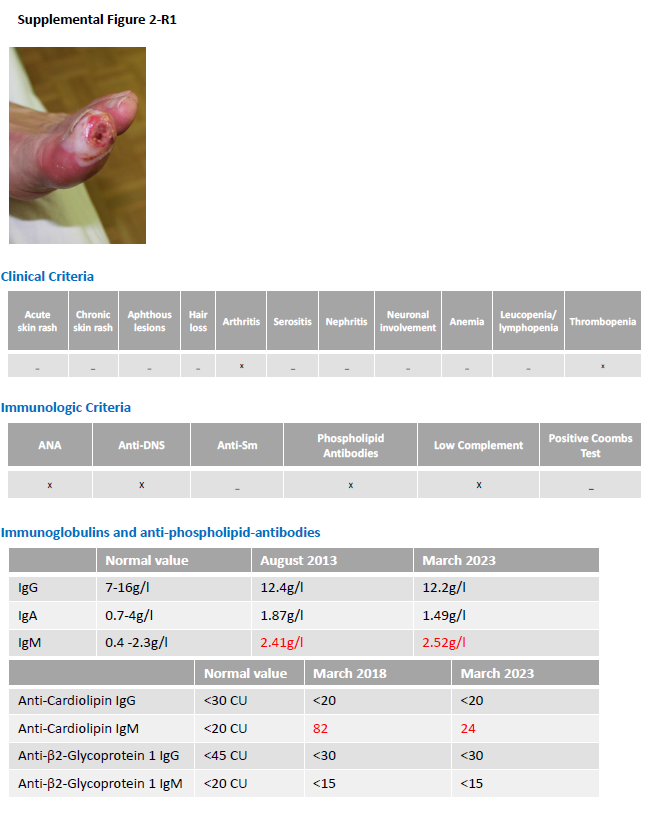 Supplemental Figure 2-R1
Clinical Criteria
Acute skin rash Chronic skin rash Aphthous lesions Hair loss Arthritis Serositis Nephritis Neuronal involvement Anemia Leucopenia/ lymphopenia Thrombopenia
_ _ _ _ x _ _ _ _ _ x
Immunologic Criteria
ANA Anti-DNS Anti-Sm Phospholipid Antibodies Low Complement Positive Coombs Test
x x _ x x _
Immunoglobulins and anti-phospholipid-antibodies
Normal value August 2013 March 2023
IgG 7-16g/l 12.4g/l 12.2g/l
IgA 0.7-4g/l 1.87g/l 1.49g/l
IgM 0.4 -2.3g/l 2.41g/l 2.52g/l
Normal value March 2018 March 2023
Anti-Cardiolipin IgG <30 CU <20 <20
Anti-Cardiolipin IgM <20 CU 82 24
Anti-β2-Glycoprotein 1 IgG <45 CU <30 <30
Anti-β2-Glycoprotein 1 IgM <20 CU <15 <15